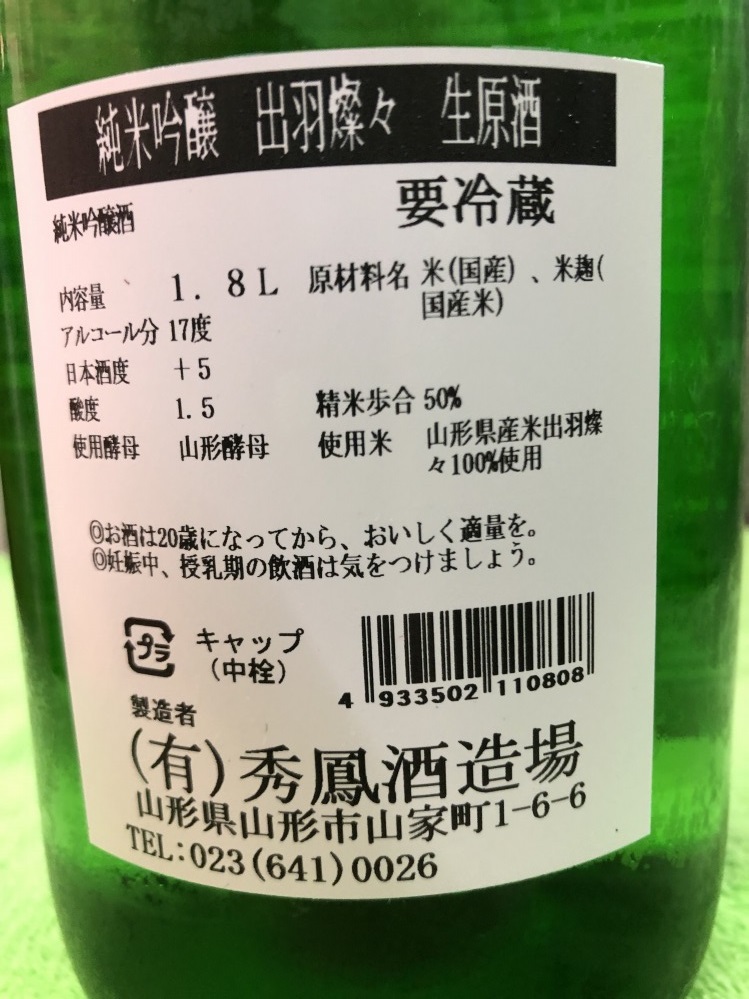 純米吟醸 出羽燦々 生原酒
要冷蔵
純米吟醸酒
内容量 1.8L 原材料名 米(国産)、米麹(
国産米)
アルコール分 17度
日本酒度 +5
酸度 1.5 精米歩合 50%
使用酵母 山形酵母 使用米 山形県産米出羽燦
々100%使用
◎お酒は20歳になってから、おいしく適量を。
◎妊娠中、授乳期の飲酒は気をつけましょう。
プラ キャップ
(中栓)
4 933502 110808
製造者
(有)秀鳳酒造場
山形県山形市山家町1-6-6
TEL:023(641)0026